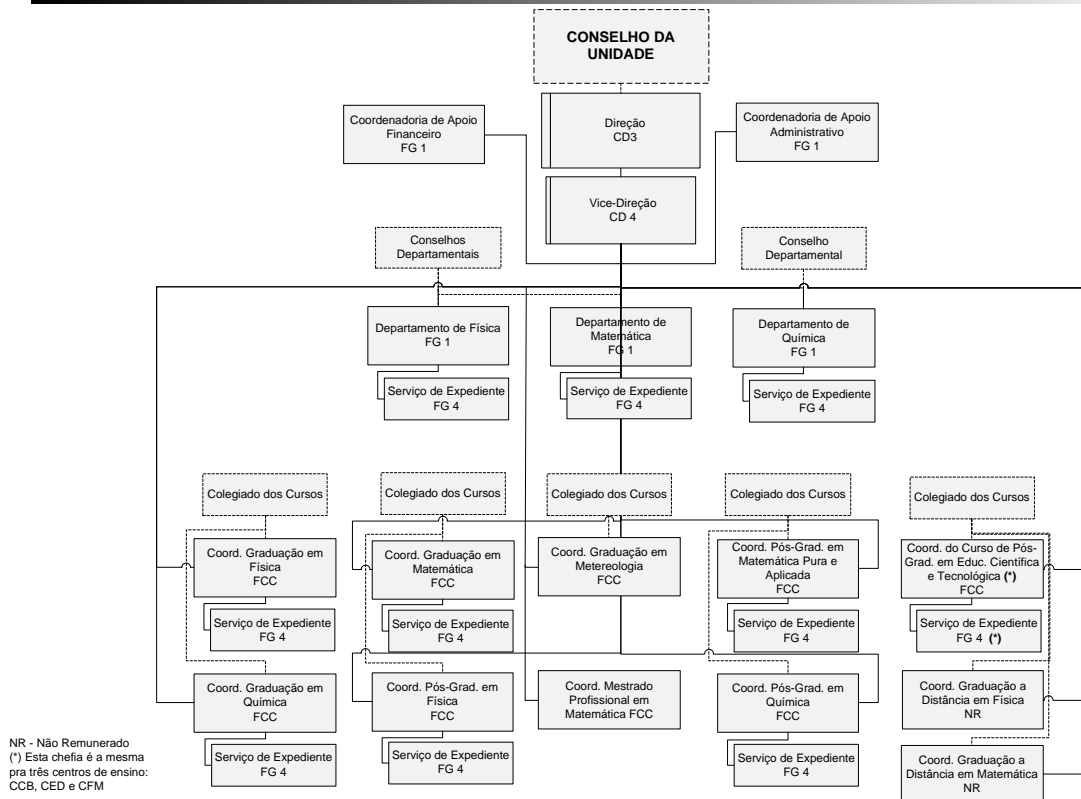 CONSELHO DA
UNIDADE
Coordenadoria de Apoio
Financeiro
FG 1
Direção
CD3
Coordenadoria de Apoio
Administrativo
FG 1
Vice-Direção
CD 4
Conselhos
Departamentais
Conselho
Departamental
Departamento de Física
FG 1
Departamento de
Matemática
FG 1
Departamento de
Química
FG 1
Serviço de Expediente
FG 4
Serviço de Expediente
FG 4
Serviço de Expediente
FG 4
Colegiado dos Cursos
Colegiado dos Cursos
Colegiado dos Cursos
Colegiado dos Cursos
Colegiado dos Cursos
Coord. Graduação em
Física
FCC
Coord. Graduação em
Matemática
FCC
Coord. Graduação em
Metereologia
FCC
Coord. Pós-Grad. em
Matemática Pura e
Aplicada
FCC
Coord. do Curso de Pós-
Grad. em Educ. Científica
e Tecnológica (*)
FCC
Serviço de Expediente
FG 4
Serviço de Expediente
FG 4
Serviço de Expediente
FG 4
Serviço de Expediente
FG 4 (*)
Coord. Graduação em
Química
FCC
Coord. Pós-Grad. em
Física
FCC
Coord. Mestrado
Profissional em
Matemática FCC
Coord. Pós-Grad. em
Química
FCC
Coord. Graduação a
Distância em Física
NR
Serviço de Expediente
FG 4
Serviço de Expediente
FG 4
Serviço de Expediente
FG 4
Coord. Graduação a
Distância em Matemática
NR
NR - Não Remunerado
(*) Esta chefia é a mesma
pra três centros de ensino:
CCB, CED e CFM